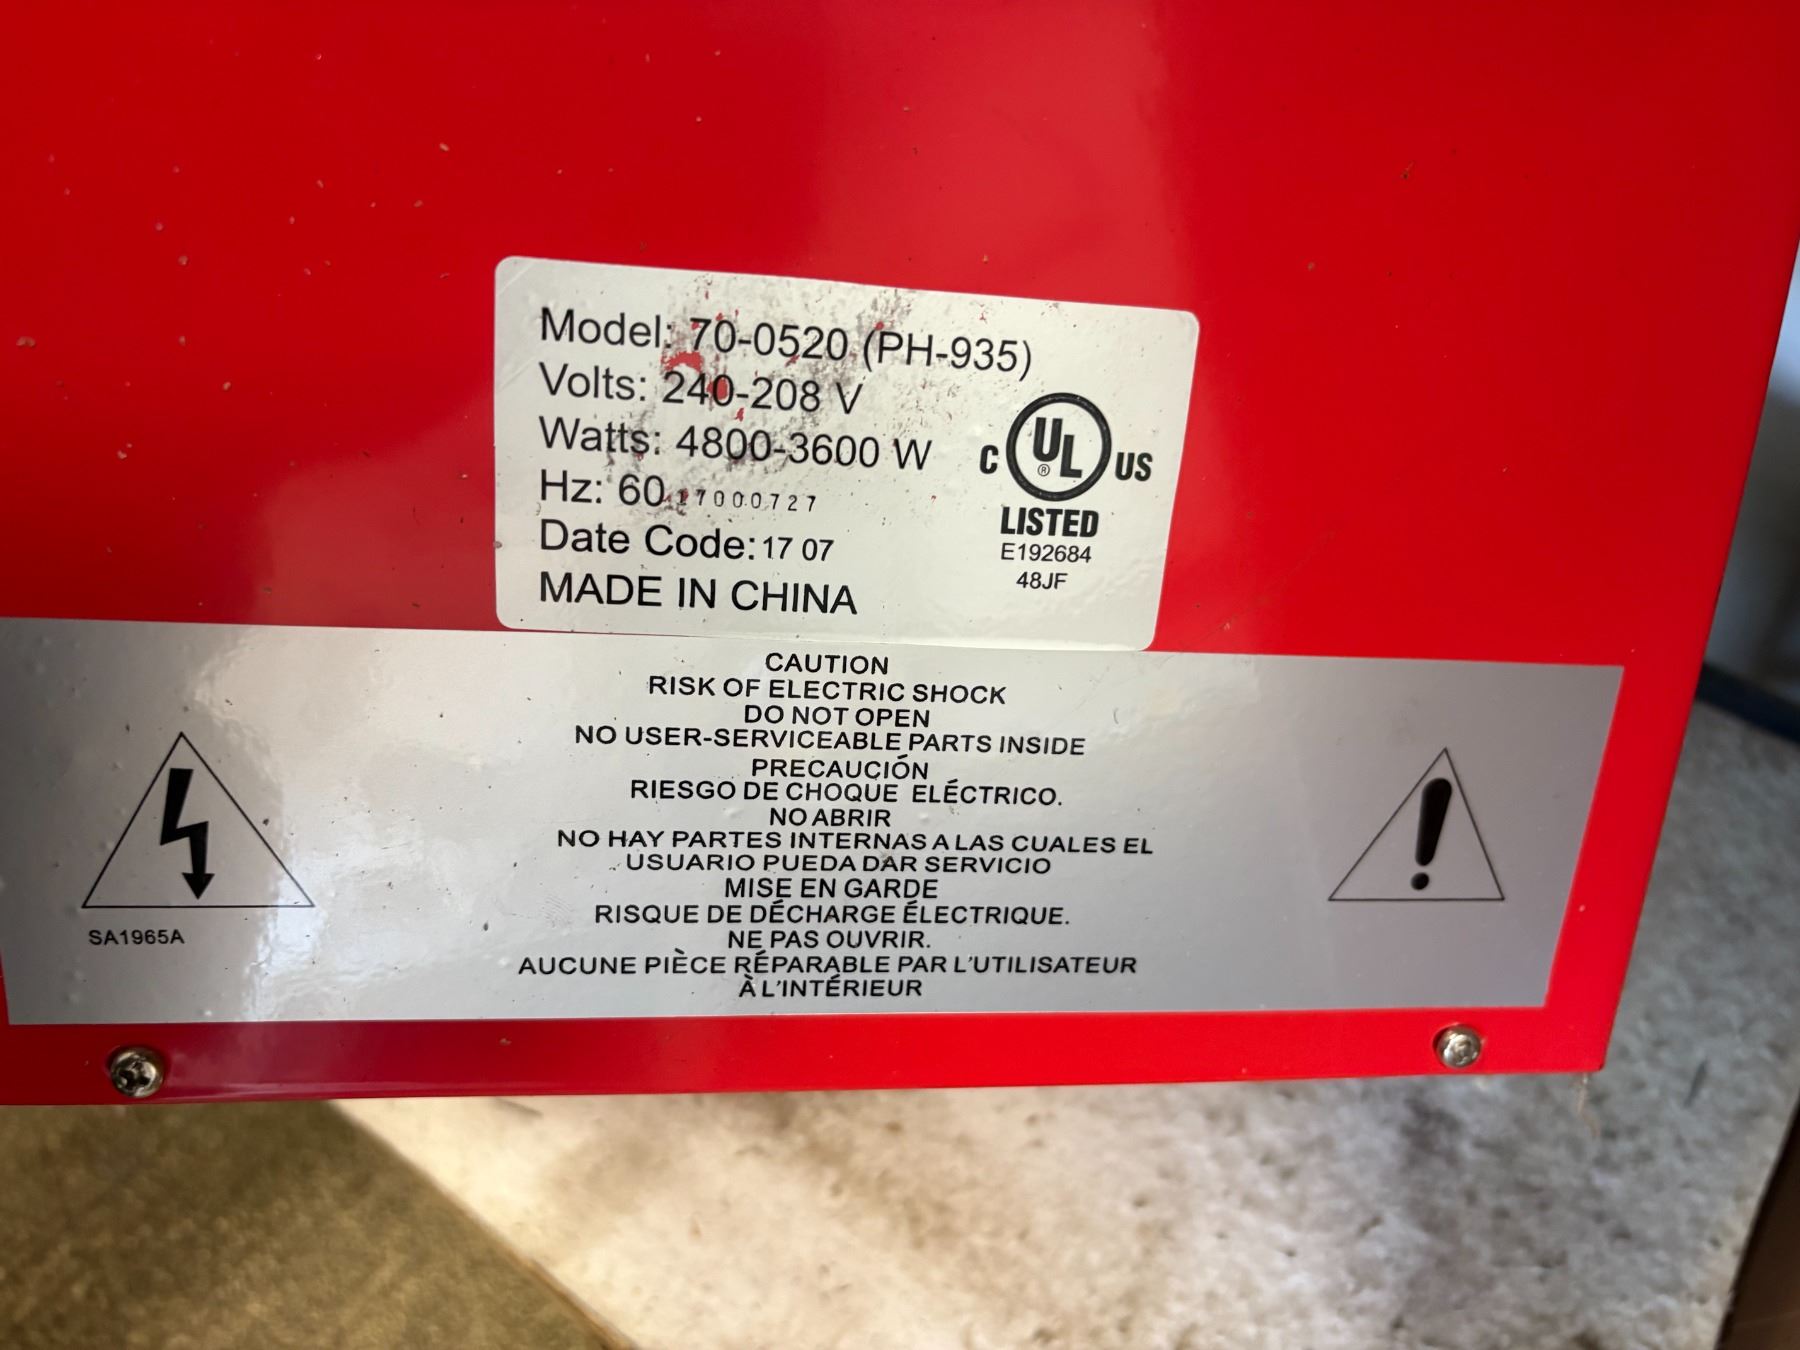 Model: 70-0520 (PH-935)
Volts: 240-208 V
Watts: 4800-3600 W
Hz: 60
17000727
Date Code: 17 07
MADE IN CHINA
C UL US
®
LISTED
E192684
48JF
CAUTION
RISK OF ELECTRIC SHOCK
DO NOT OPEN
NO USER-SERVICEABLE PARTS INSIDE
PRECAUCIÓN
RIESGO DE CHOQUE ELÉCTRICO.
NO ABRIR
NO HAY PARTES INTERNAS A LAS CUALES EL
USUARIO PUEDA DAR SERVICIO
MISE EN GARDE
RISQUE DE DÉCHARGE ÉLECTRIQUE.
NE PAS OUVRIR.
AUCUNE PIÈCE RÉPARABLE PAR L'UTILISATEUR
À L'INTÉRIEUR
SA1965A